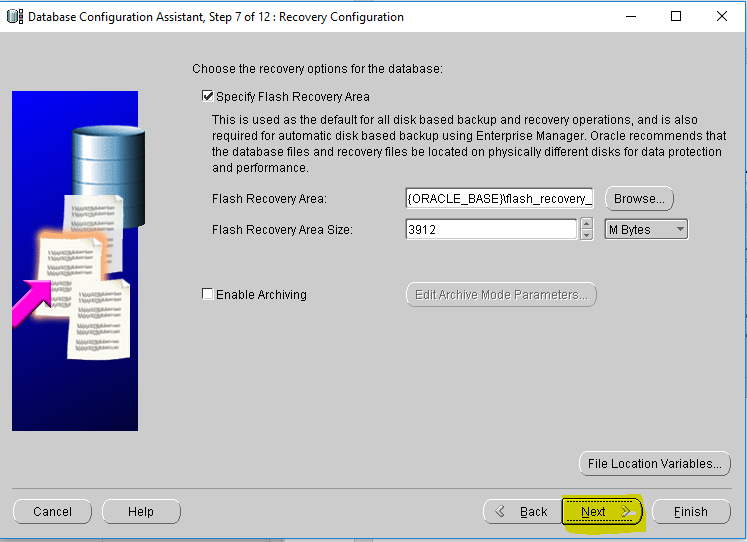 Database Configuration Assistant, Step 7 of 12 : Recovery Configuration
Choose the recovery options for the database:
Specify Flash Recovery Area
This is used as the default for all disk based backup and recovery operations, and is also
required for automatic disk based backup using Enterprise Manager. Oracle recommends that
the database files and recovery files be located on physically different disks for data protection
and performance.
Flash Recovery Area: {ORACLE_BASE}\flash_recovery_ Browse...
Flash Recovery Area Size: 3912 M Bytes
Enable Archiving Edit Archive Mode Parameters...
File Location Variables...
Cancel Help Back Next Finish